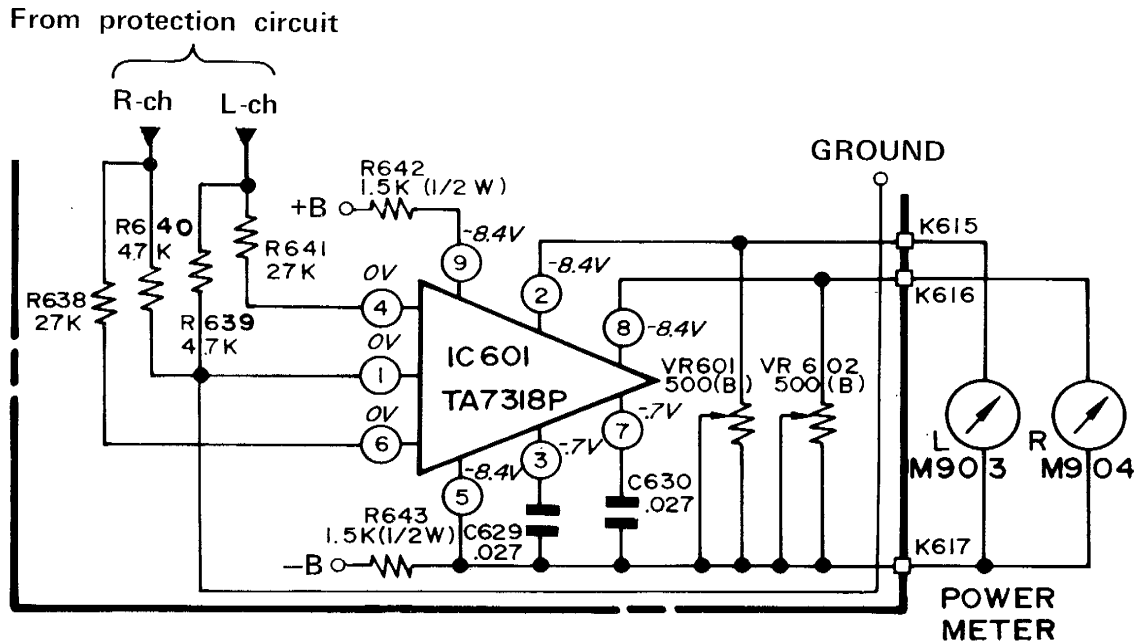 From protection circuit
R-ch L-ch
GROUND
R642
1.5K (1/2 W)
+B
R640
4.7K
R641
27K
R638
27K
R639
4.7K
-8.4V
9
-8.4V
2
8
-8.4V
0V
4
0V
1
0V
6
IC601
TA7318P
VR601
500(B)
VR602
500(B)
K615
K616
-.7V
7
-.7V
3
-8.4V
5
C630
.027
C629
.027
R643
1.5K(1/2W)
-B
L
M903
R
M904
K617
POWER
METER